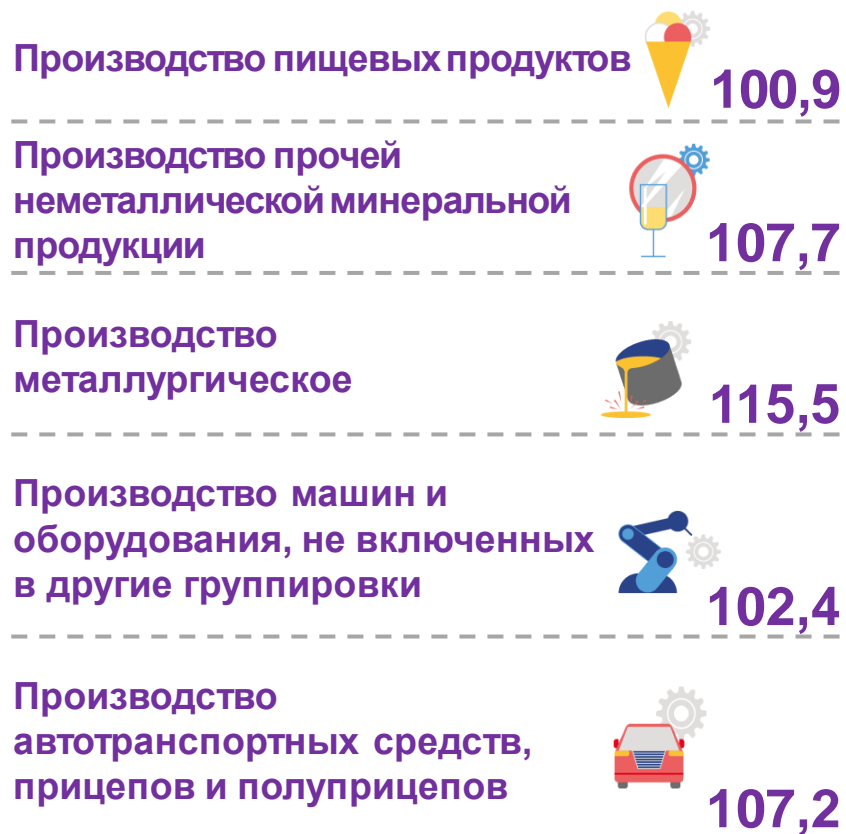 Производство пищевых продуктов
100,9
Производство прочей
неметаллической минеральной
продукции
107,7
Производство
металлургическое
115,5
Производство машин и
оборудования, не включенных
в другие группировки
102,4
Производство
автотранспортных средств,
прицепов и полуприцепов
107,2